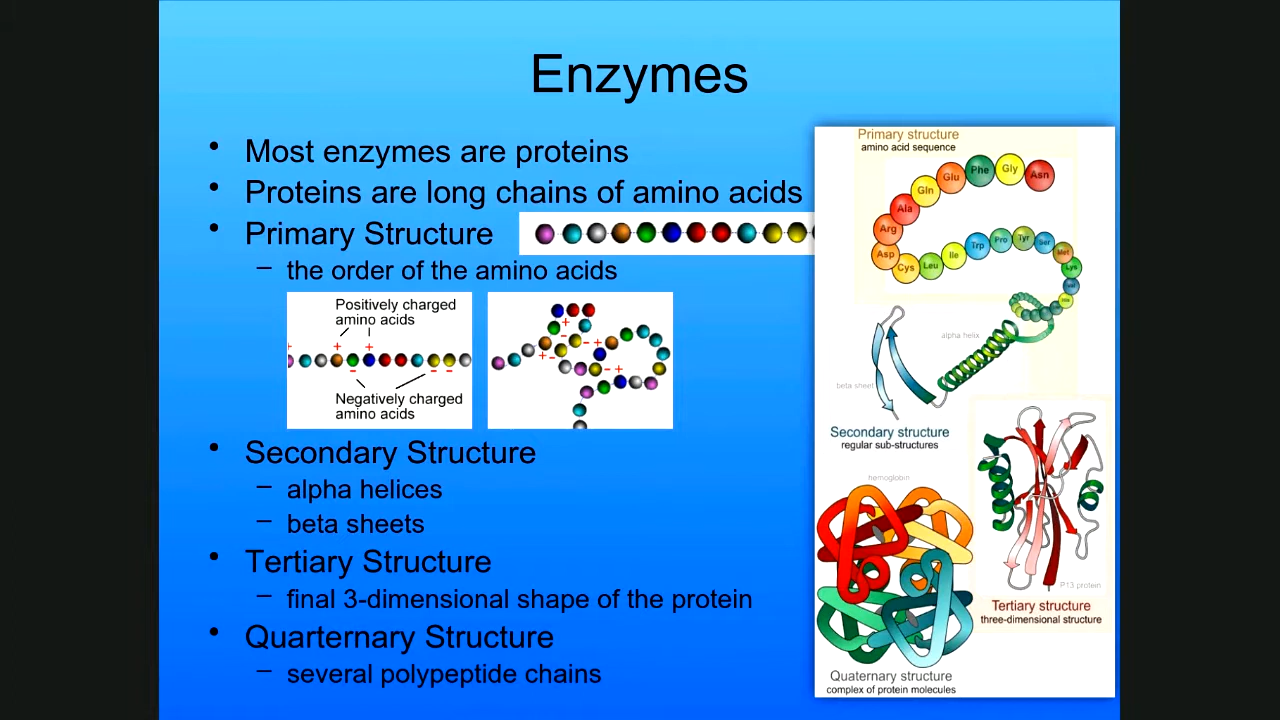 Enzymes
• Most enzymes are proteins
• Proteins are long chains of amino acids
• Primary Structure
– the order of the amino acids
Positively charged
amino acids
+ + +
- - -
Negatively charged
amino acids
+ - - +
+ - - +
• Secondary Structure
– alpha helices
– beta sheets
• Tertiary Structure
– final 3-dimensional shape of the protein
• Quarternary Structure
– several polypeptide chains
Primary structure
amino acid sequence
Asn
Gly
Phe
Glu
Gln
Ala
Arg
Asp
Cys
Leu
Ile
Trp
Pro
Tyr
Ser
Met
Lys
Val
alpha helix
beta sheet
Secondary structure
regular sub-structures
hemoglobin
P13 protein
Tertiary structure
three-dimensional structure
Quaternary structure
complex of protein molecules